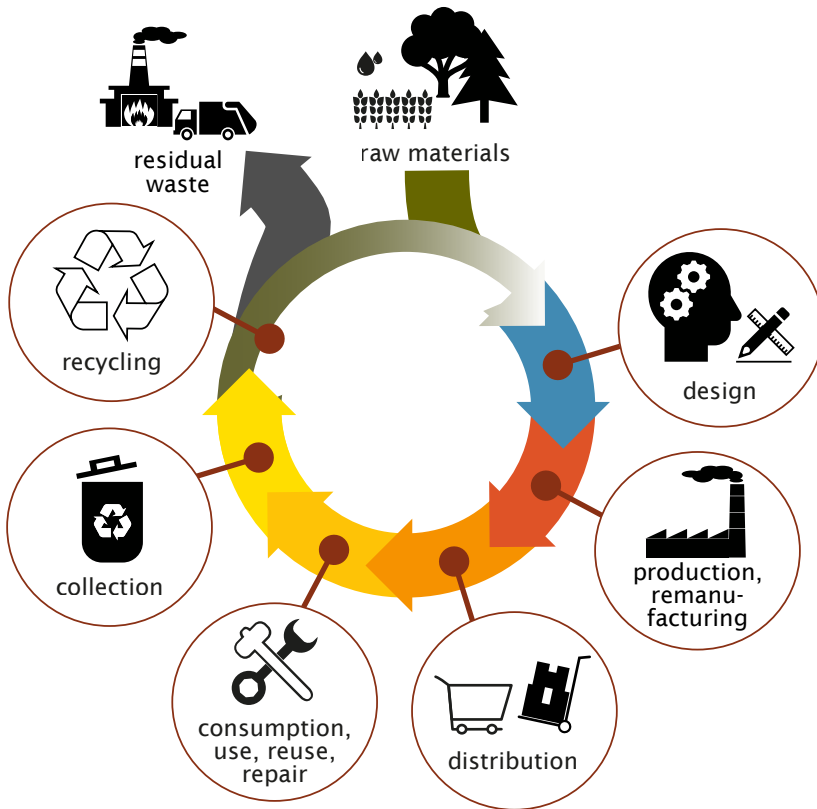 residual
waste
raw materials
recycling
design
collection
production,
remanu-
facturing
consumption,
use, reuse,
repair
distribution